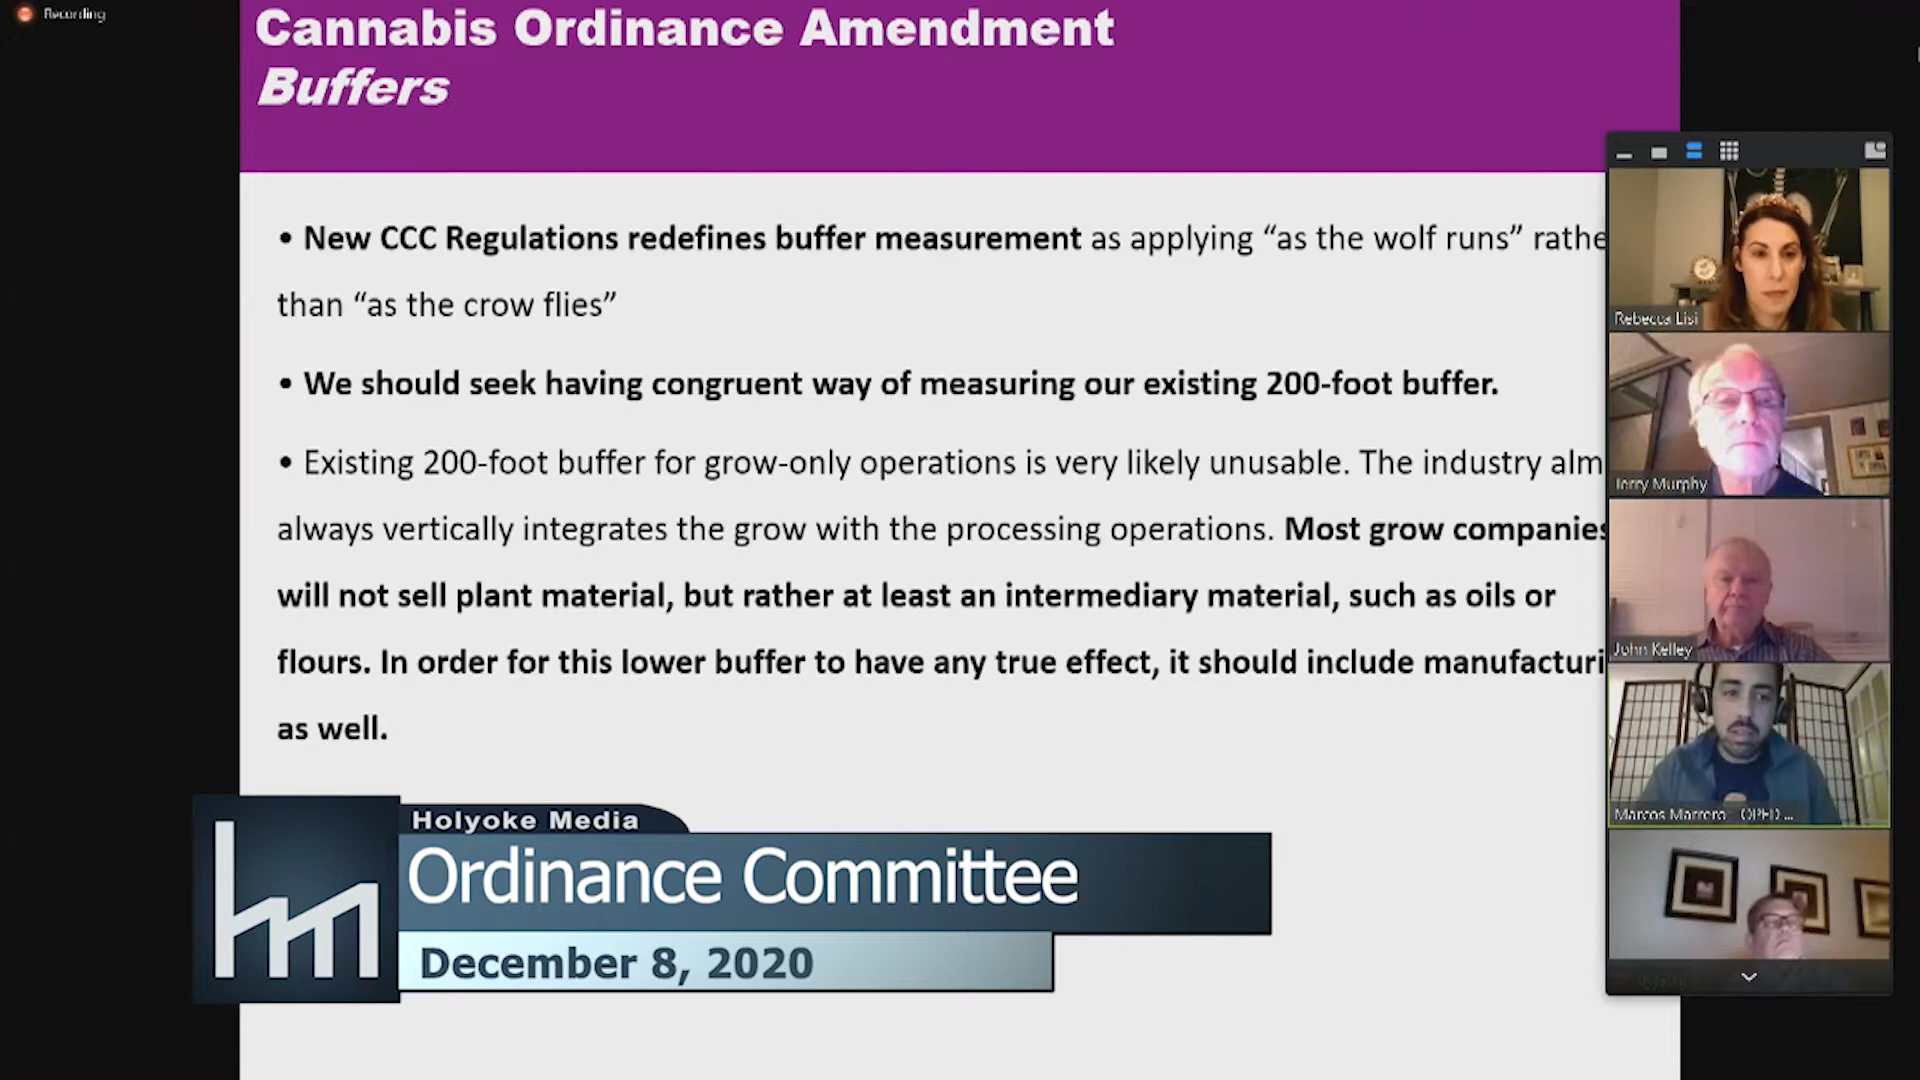 Recording
Cannabis Ordinance Amendment
Buffers
• New CCC Regulations redefines buffer measurement as applying “as the wolf runs” rathe
than “as the crow flies”
• We should seek having congruent way of measuring our existing 200-foot buffer.
• Existing 200-foot buffer for grow-only operations is very likely unusable. The industry alm
always vertically integrates the grow with the processing operations. Most grow companies
will not sell plant material, but rather at least an intermediary material, such as oils or
flours. In order for this lower buffer to have any true effect, it should include manufacturi
as well.
Rebecca Lisi
Terry Murphy
John Kelley
Marcos Marrero - OPED ...
Holyoke Media
hm
Ordinance Committee
December 8, 2020